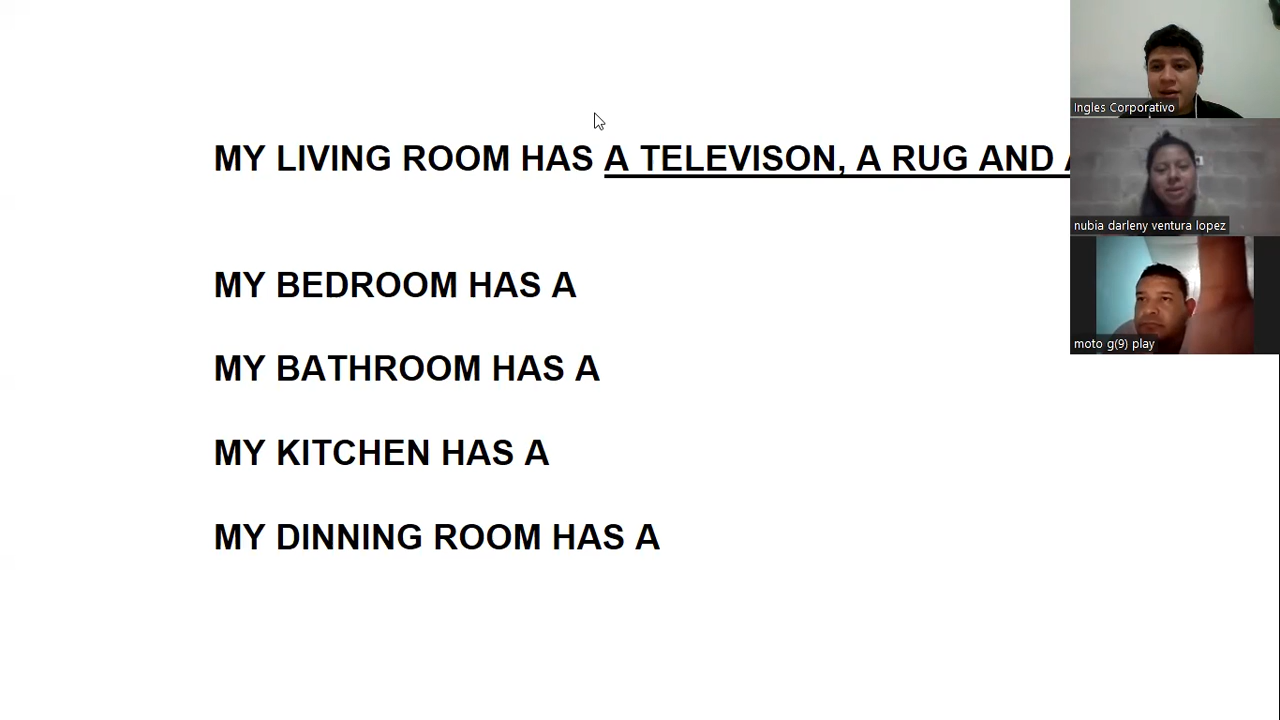 MY LIVING ROOM HAS A TELEVISON, A RUG AND
MY BEDROOM HAS A
MY BATHROOM HAS A
MY KITCHEN HAS A
MY DINNING ROOM HAS A
Ingles Corporativo
nubia darleny ventura lopez
moto g(9) play